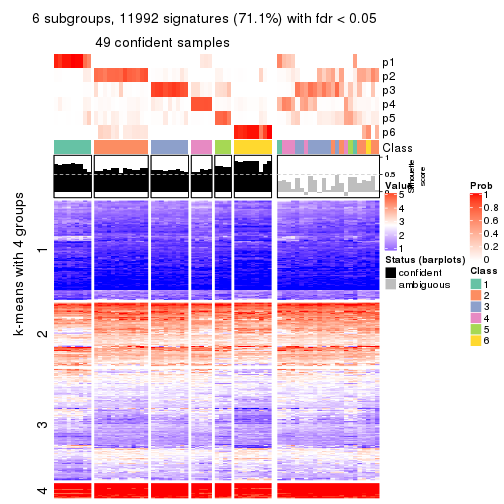 6 subgroups, 11992 signatures (71.1%) with fdr < 0.05
49 confident samples
p1
p2
p3
p4
p5
p6
Class
1
0.5
0
Silhouette
score
k-means with 4 groups
1
2
3
4
Value
5
4
3
2
1
Status (barplots)
confident
ambiguous
Prob
1
0.8
0.6
0.4
0.2
0
Class
1
2
3
4
5
6